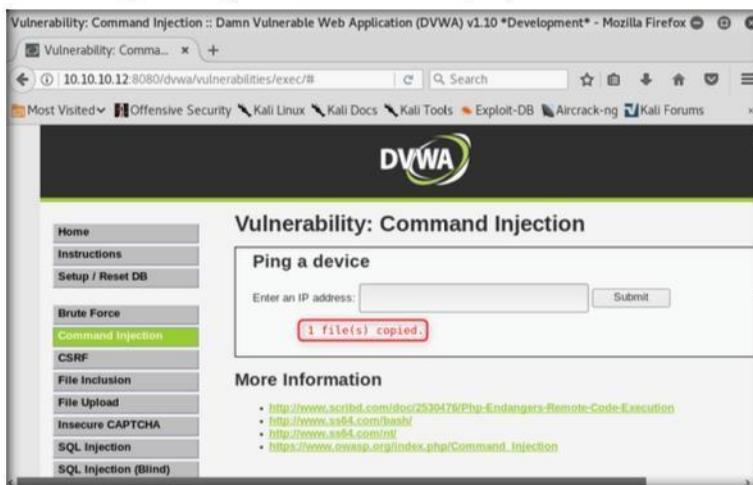 Vulnerability: Command Injection :: Damn Vulnerable Web Application (DVWA) v1.10 *Development* - Mozilla Firefox
Vulnerability: Comma... × +
10.10.10.12:8080/dvwa/vulnerabilities/exec/# Search
Most Visited Offensive Security Kali Linux Kali Docs Kali Tools Exploit-DB Aircrack-ng Kali Forums
DVWA
Home
Instructions
Setup / Reset DB
Brute Force
Command Injection
CSRF
File Inclusion
File Upload
Insecure CAPTCHA
SQL Injection
SQL Injection (Blind)
Vulnerability: Command Injection
Ping a device
Enter an IP address: Submit
1 file(s) copied.
More Information
http://www.scribd.com/doc/2530476/Php-Endangers-Remote-Code-Execution
http://www.ss64.com/bash/
http://www.ss64.com/nt/
https://www.owasp.org/index.php/Command_Injection